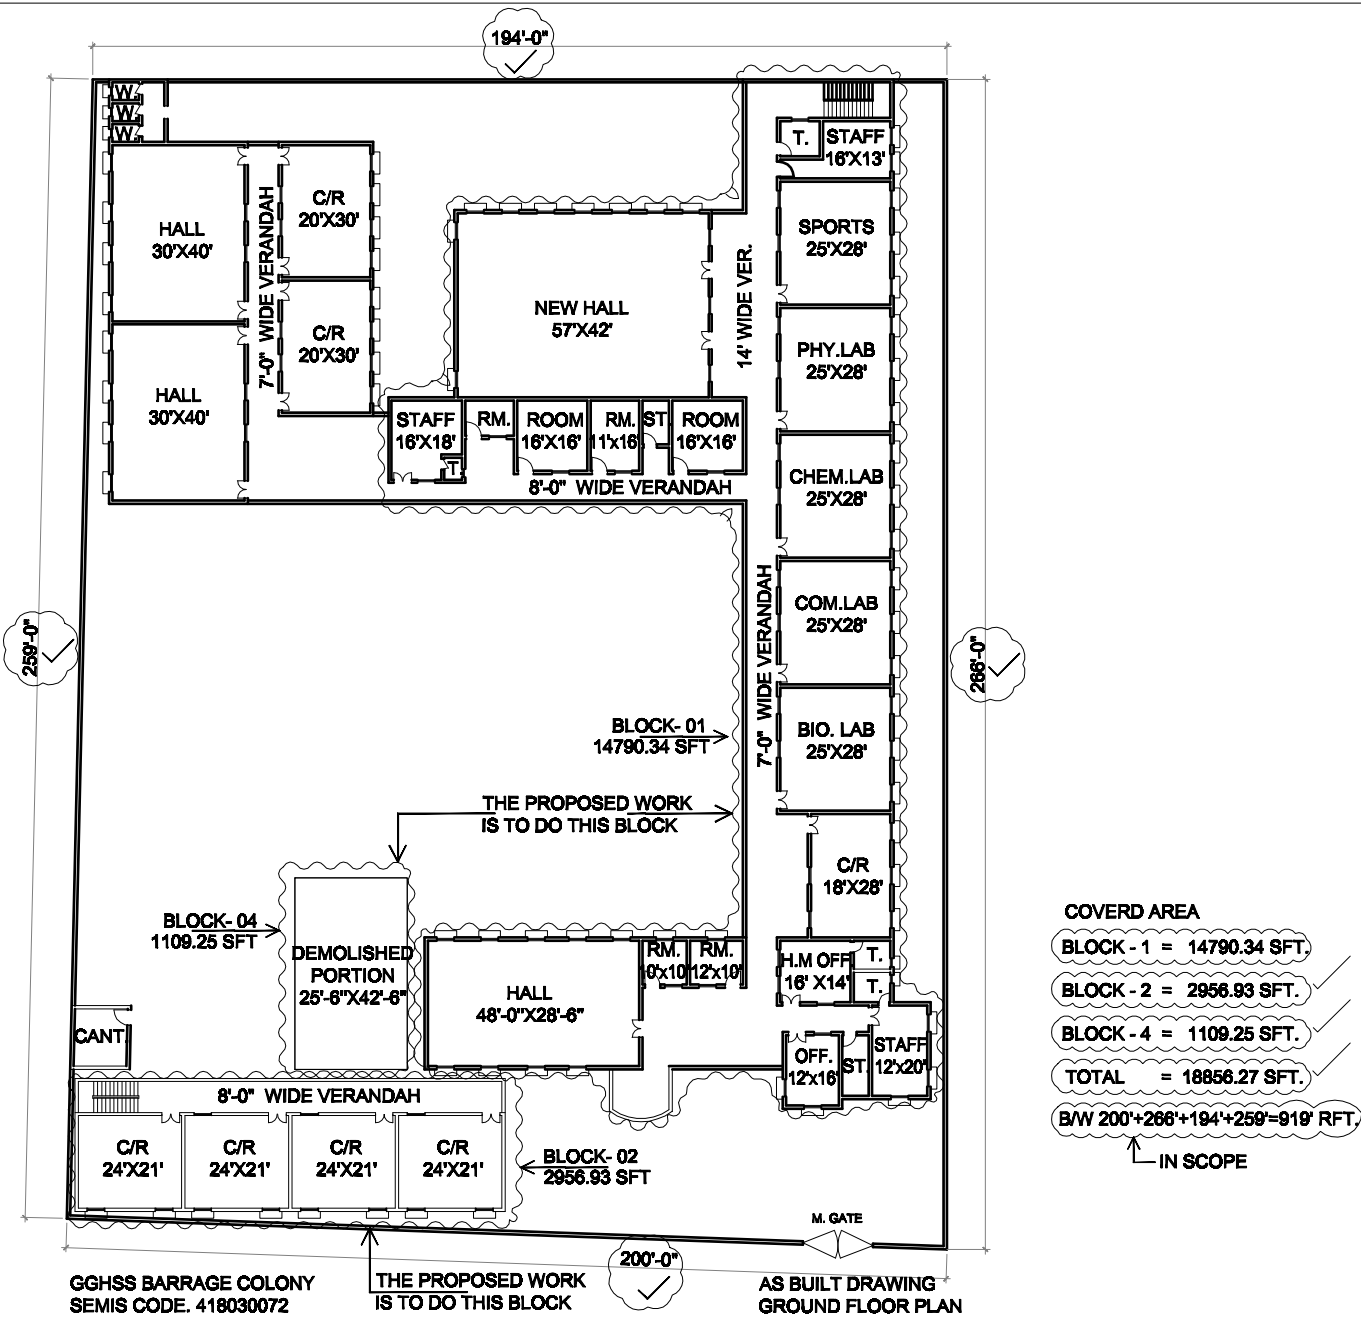 194'-0"
W.
W.
W.
HALL
30'X40'
7'-0" WIDE VERANDAH
C/R
20'X30'
C/R
20'X30'
HALL
30'X40'
NEW HALL
57'X42'
14' WIDE VER.
T.
STAFF
16'X13'
SPORTS
25'X28'
PHY.LAB
25'X28'
CHEM.LAB
25'X28'
COM.LAB
25'X28'
BIO. LAB
25'X28'
C/R
18'X28'
STAFF
16'X18'
T.
RM.
ROOM
16'X16'
RM.
11'x16'
ST.
ROOM
16'X16'
8'-0" WIDE VERANDAH
7'-0" WIDE VERANDAH
259'-0"
266'-0"
BLOCK- 01
14790.34 SFT
THE PROPOSED WORK
IS TO DO THIS BLOCK
BLOCK- 04
1109.25 SFT
DEMOLISHED
PORTION
25'-6"X42'-6"
HALL
48'-0"X28'-6"
RM.
10'x10'
RM.
12'x10'
H.M OFF.
16' X14'
T.
T.
OFF.
12'x16'
ST.
STAFF
12'x20'
CANT.
8'-0" WIDE VERANDAH
C/R
24'X21'
C/R
24'X21'
C/R
24'X21'
C/R
24'X21'
BLOCK- 02
2956.93 SFT
M. GATE
200'-0"
GGHSS BARRAGE COLONY
SEMIS CODE. 418030072
THE PROPOSED WORK
IS TO DO THIS BLOCK
AS BUILT DRAWING
GROUND FLOOR PLAN
COVERD AREA
BLOCK - 1 = 14790.34 SFT.
BLOCK - 2 = 2956.93 SFT.
BLOCK - 4 = 1109.25 SFT.
TOTAL = 18856.27 SFT.
B/W 200'+266'+194'+259'=919' RFT.
IN SCOPE